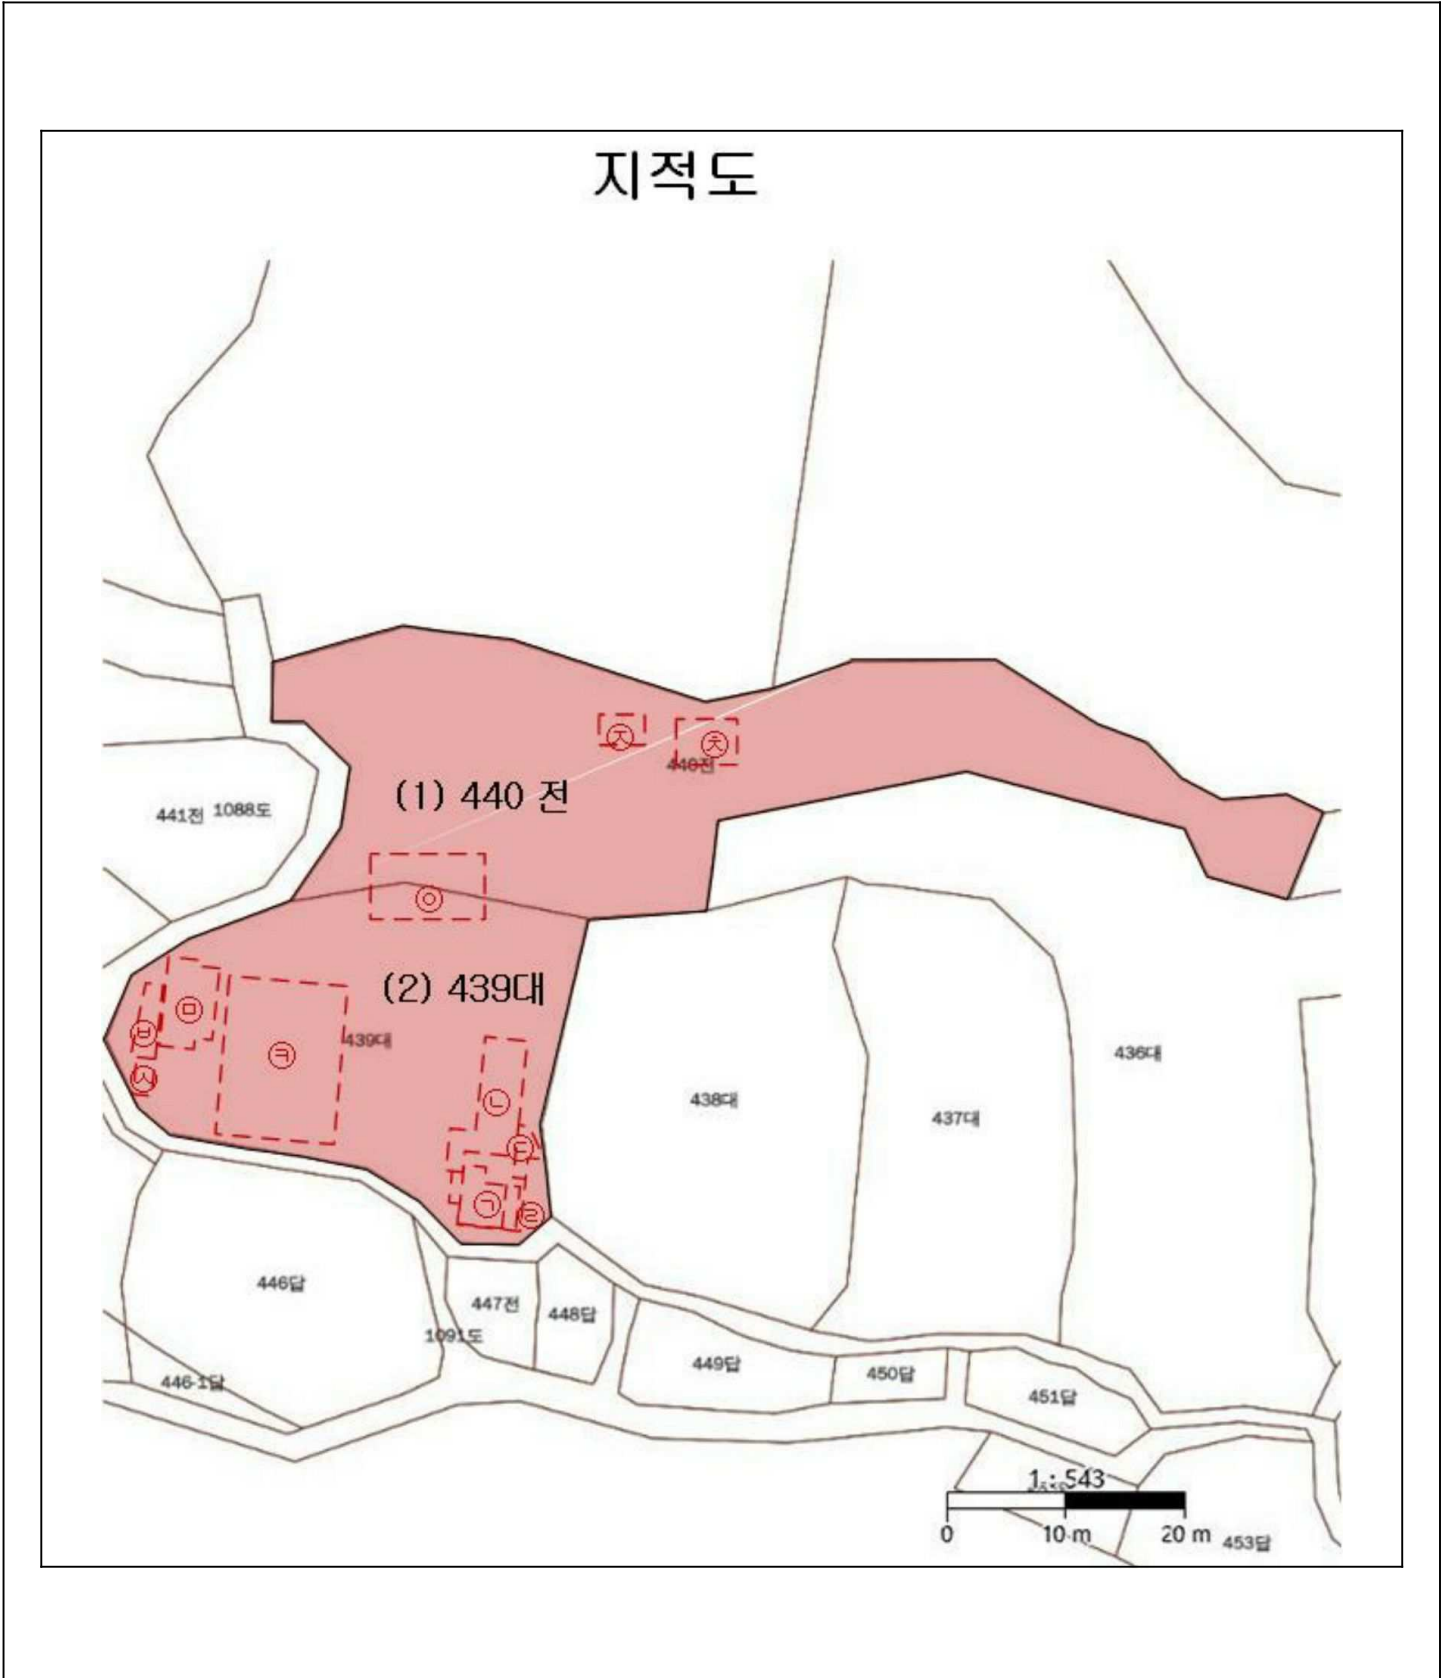 지적도
㉨
㉩
440전
(1) 440 전
441전
1088도
㉧
(2) 439대
㉤
㉥
㉪
439대
㉦
㉡
㉢
㉠
㉣
436대
438대
437대
446답
447전
448답
1091도
449답
450답
446-1답
451답
1 : 543
0
10 m
20 m
453답